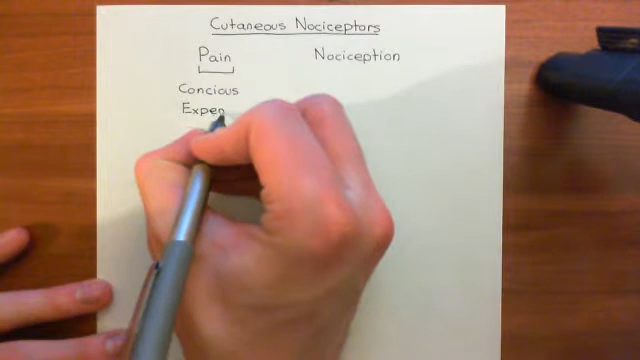 Cutaneous Nociceptors
Pain Nociception
Concious
Expen